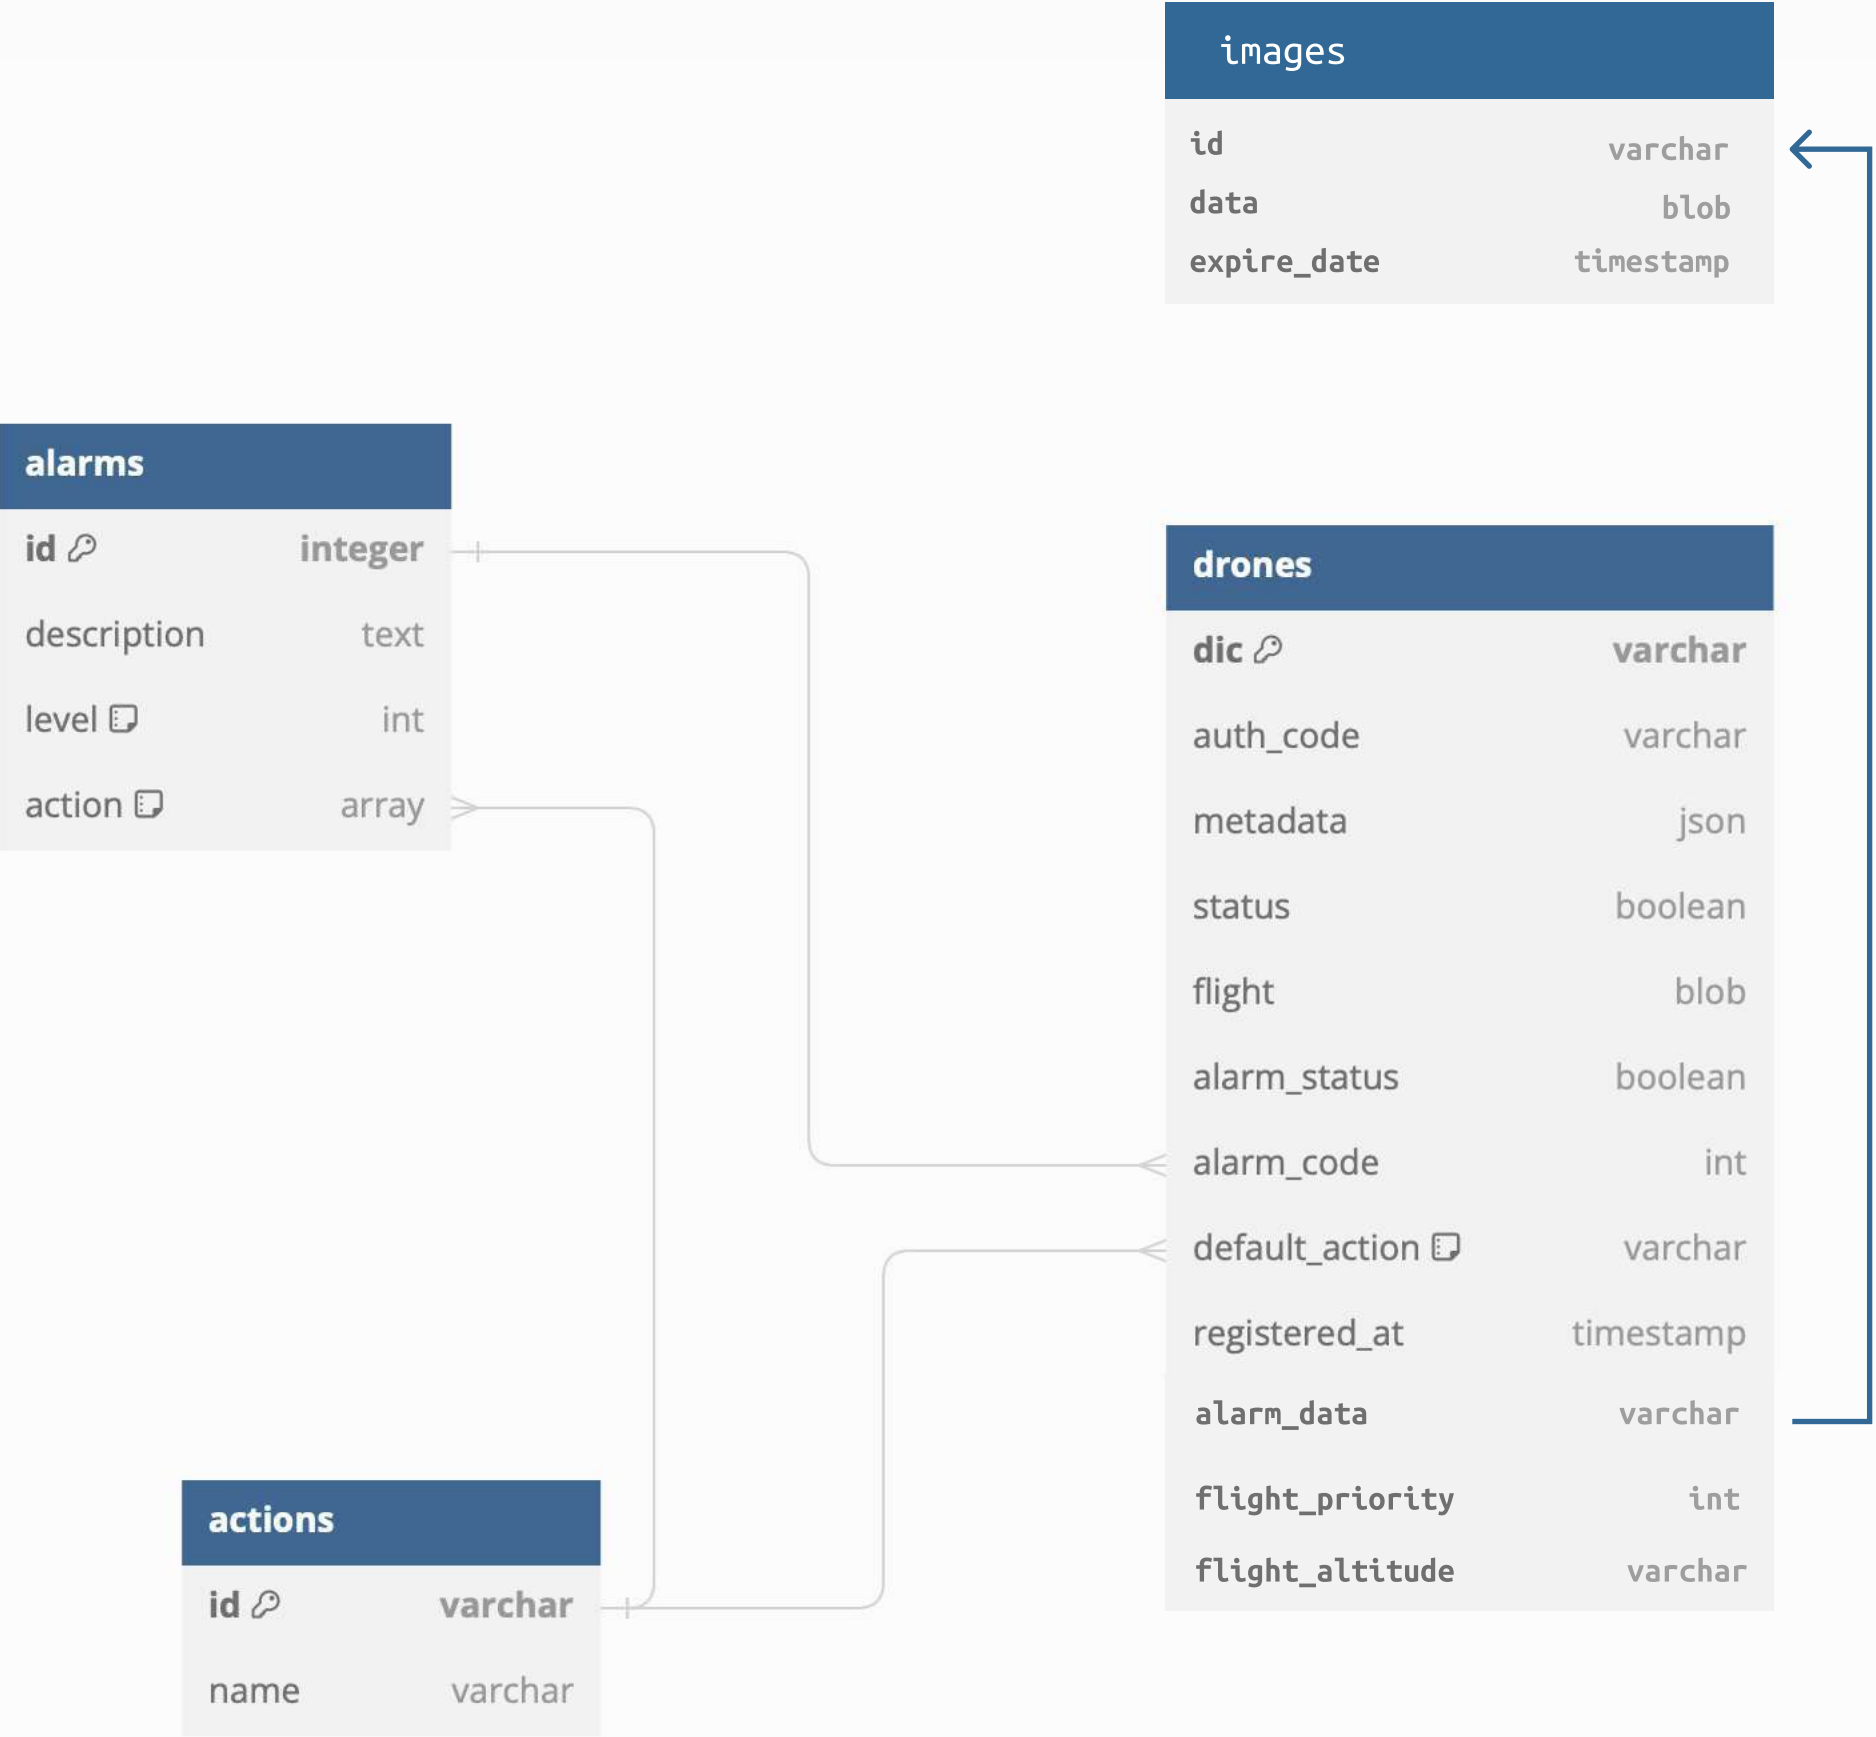 images
id varchar
data blob
expire_date timestamp
alarms
id integer
description text
level int
action array
drones
dic varchar
auth_code varchar
metadata json
status boolean
flight blob
alarm_status boolean
alarm_code int
default_action varchar
registered_at timestamp
alarm_data varchar
flight_priority int
flight_altitude varchar
actions
id varchar
name varchar